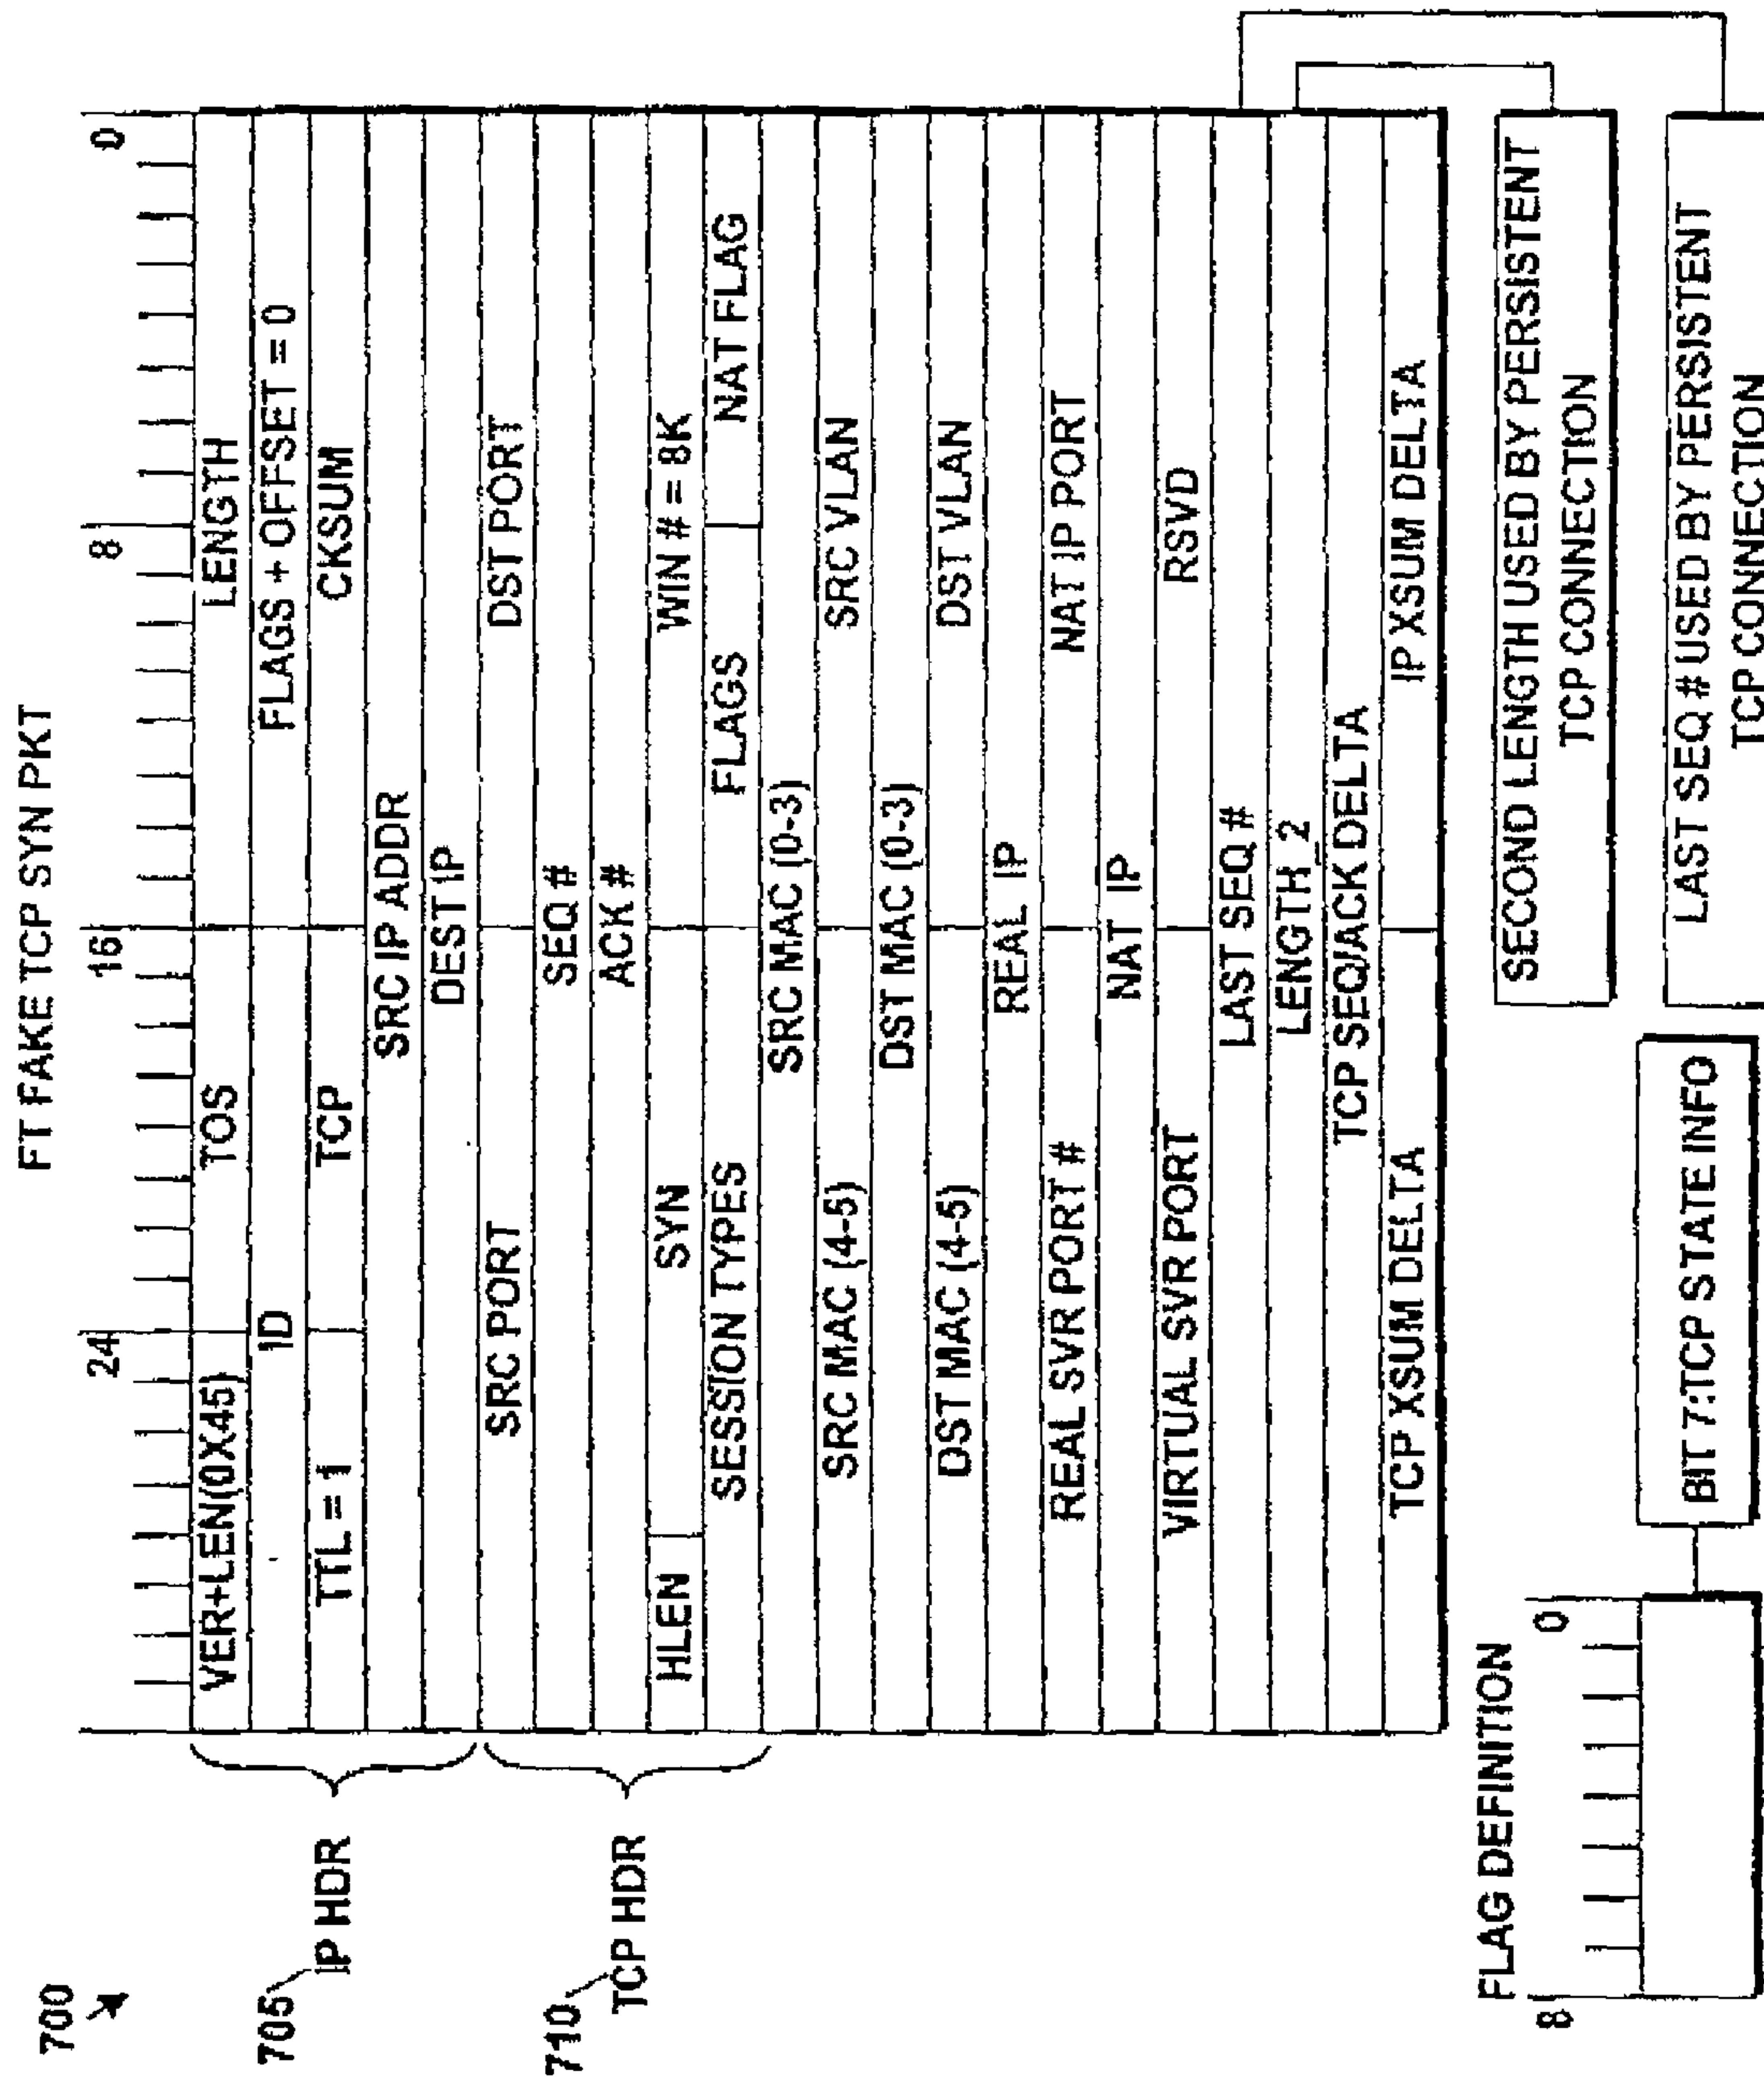 700
FT FAKE TCP SYN PKT
24 16 8 0
705 IP HDR
VER+LEN(0X45) TOS LENGTH
ID FLAGS + OFFSET = 0
TTL = 1 TCP CKSUM
SRC IP ADDR
DEST IP
710 TCP HDR
SRC PORT DST PORT
SEQ #
ACK #
HLEN SYN WIN # = 8K
SESSION TYPES FLAGS NAT FLAG
SRC MAC (0-3)
SRC MAC (4-5) SRC VLAN
DST MAC (0-3)
DST MAC (4-5) DST VLAN
REAL IP
REAL SVR PORT # NAT IP PORT
NAT IP
VIRTUAL SVR PORT RSVD
LAST SEQ #
LENGTH_2
TCP SEQ/ACK DELTA
TCP XSUM DELTA IP XSUM DELTA
FLAG DEFINITION
8 0
BIT 7:TCP STATE INFO
SECOND LENGTH USED BY PERSISTENT
TCP CONNECTION
LAST SEQ # USED BY PERSISTENT
TCP CONNECTION